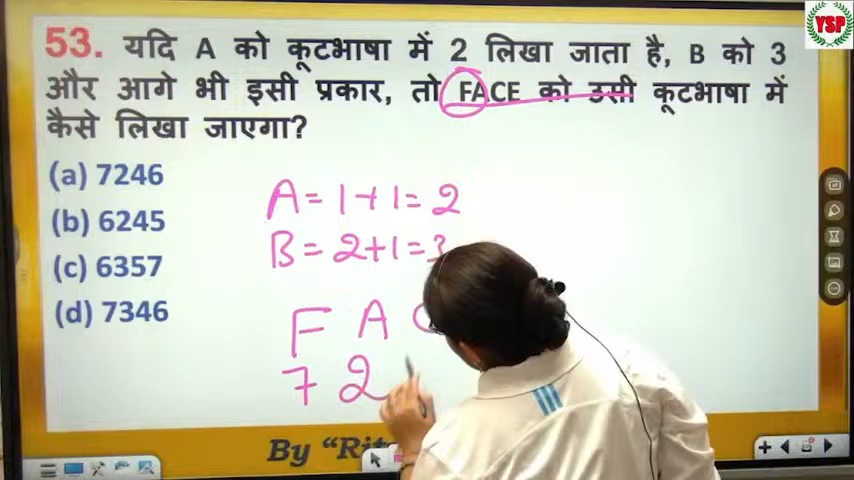 YSP
53. यदि A को कूटभाषा में 2 लिखा जाता है, B को 3
और आगे भी इसी प्रकार, तो FACE को उसी कूटभाषा में
कैसे लिखा जाएगा?
(a) 7246
(b) 6245
(c) 6357
(d) 7346
A = 1+1 = 2
B = 2+1 = 3
F A
7 2
By